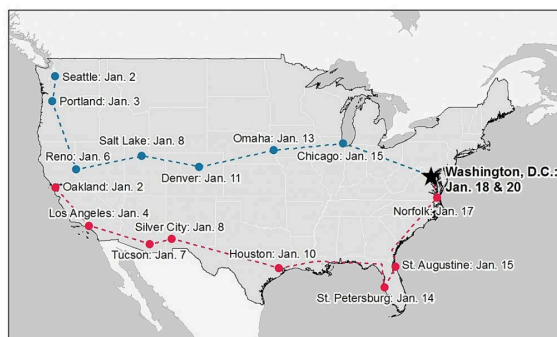 Seattle: Jan. 2
Portland: Jan. 3
Salt Lake: Jan. 8
Omaha: Jan. 13
Reno: Jan. 6
Denver: Jan. 11
Chicago: Jan. 15
Washington, D.C.:
Jan. 18 & 20
Oakland: Jan. 2
Los Angeles: Jan. 4
Silver City: Jan. 8
Norfolk: Jan. 17
Tucson: Jan. 7
Houston: Jan. 10
St. Augustine: Jan. 15
St. Petersburg: Jan. 14